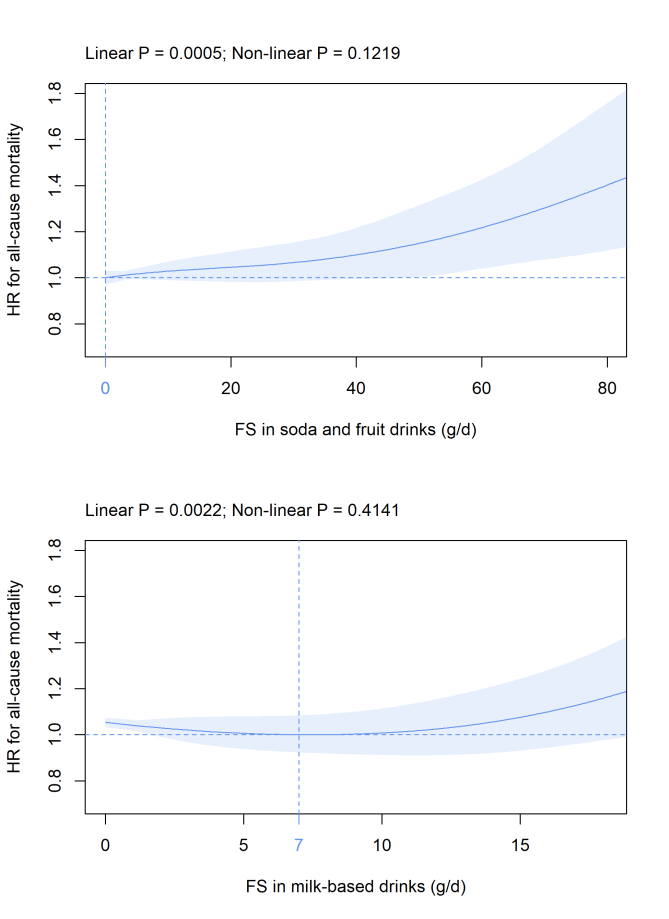 Linear P = 0.0005; Non-linear P = 0.1219
HR for all-cause mortality
1.8
1.6
1.4
1.2
1.0
0.8
0 20 40 60 80
FS in soda and fruit drinks (g/d)
Linear P = 0.0022; Non-linear P = 0.4141
HR for all-cause mortality
1.8
1.6
1.4
1.2
1.0
0.8
0 5 7 10 15
FS in milk-based drinks (g/d)